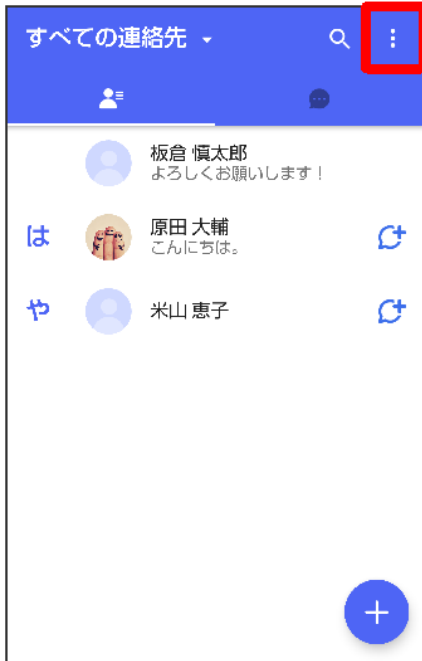 すべての連絡先
板倉 慎太郎
よろしくお願いします！
は
原田 大輔
こんにちは。
や
米山 恵子